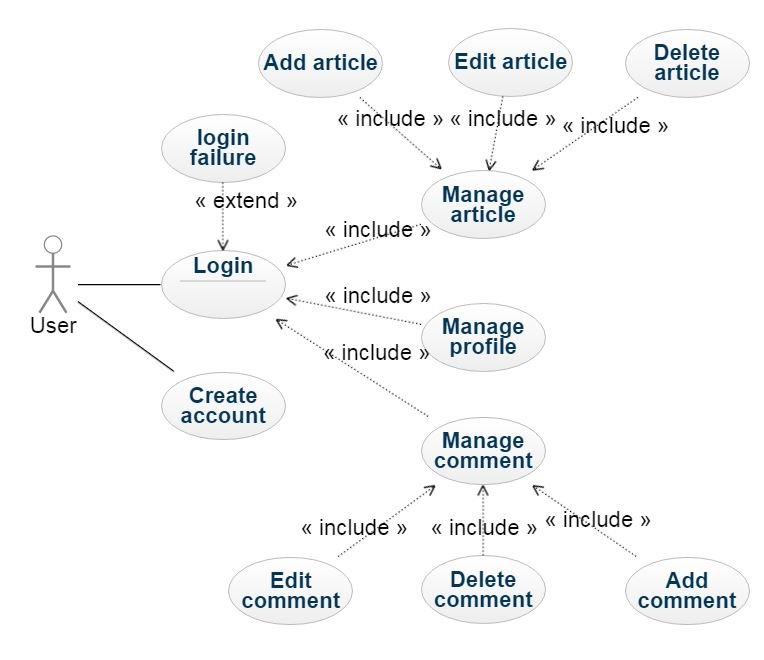 Add article
Edit article
Delete
article
« include »
« include »
« include »
login
failure
Manage
article
« extend »
« include »
Login
User
« include »
Manage
profile
« include »
Create
account
Manage
comment
« include »
« include »
« include »
Edit
comment
Delete
comment
Add
comment